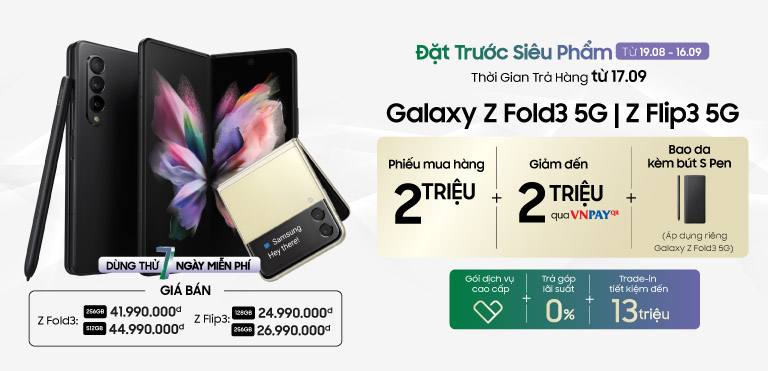 Đặt Trước Siêu Phẩm Từ 19.08 - 16.09
Thời Gian Trả Hàng từ 17.09
Galaxy Z Fold3 5G | Z Flip3 5G
Phiếu mua hàng
2 TRIỆU
+
Giảm đến
2 TRIỆU
qua VNPAY QR
+
Bao da
kèm bút S Pen
(Áp dụng riêng
Galaxy Z Fold3 5G)
Gói dịch vụ
cao cấp
+
Trả góp
lãi suất
0%
+
Trade-in
tiết kiệm đến
13 triệu
Samsung
Hey there!
DÙNG THỬ 7 NGÀY MIỄN PHÍ
GIÁ BÁN
Z Fold3: 256GB 41.990.000đ
512GB 44.990.000đ
Z Flip3: 128GB 24.990.000đ
256GB 26.990.000đ